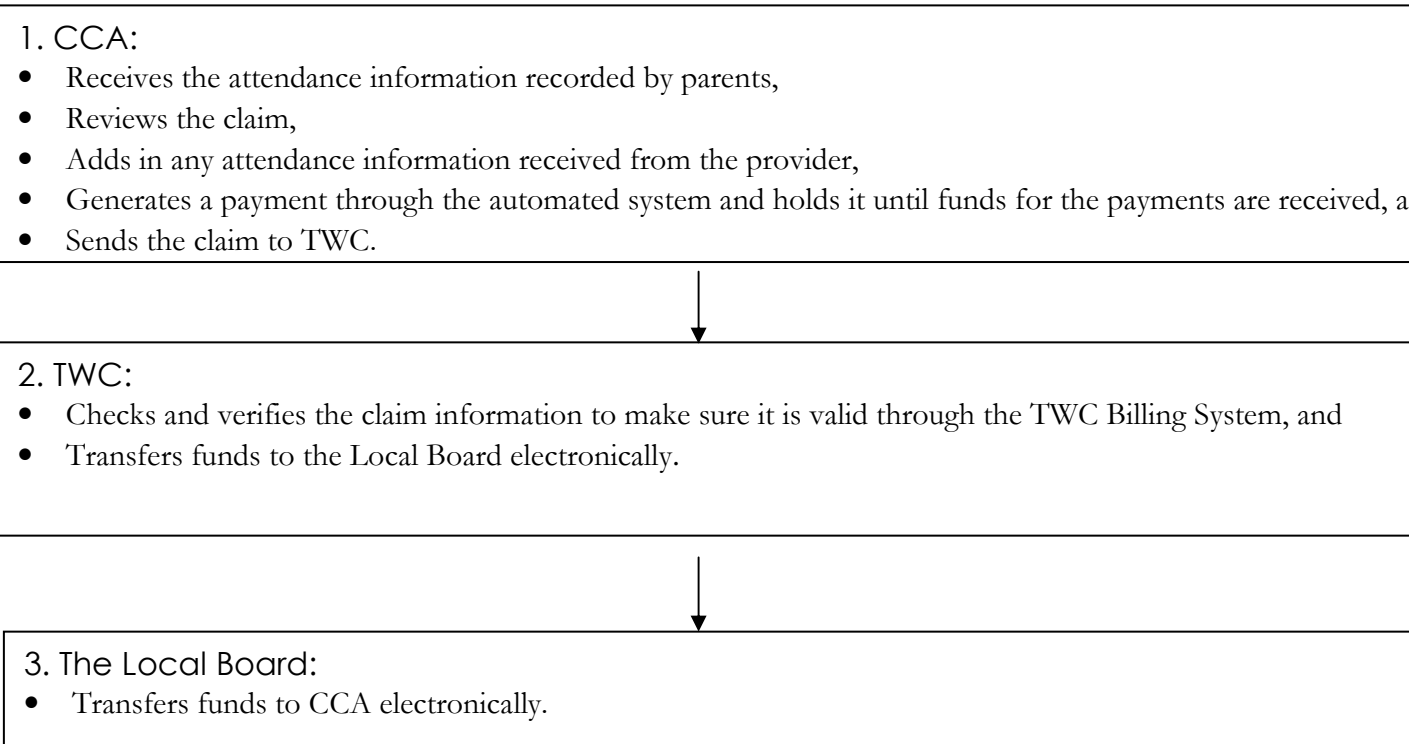 1. CCA:
• Receives the attendance information recorded by parents,
• Reviews the claim,
• Adds in any attendance information received from the provider,
• Generates a payment through the automated system and holds it until funds for the payments are received, a
• Sends the claim to TWC.
2. TWC:
• Checks and verifies the claim information to make sure it is valid through the TWC Billing System, and
• Transfers funds to the Local Board electronically.
3. The Local Board:
• Transfers funds to CCA electronically.